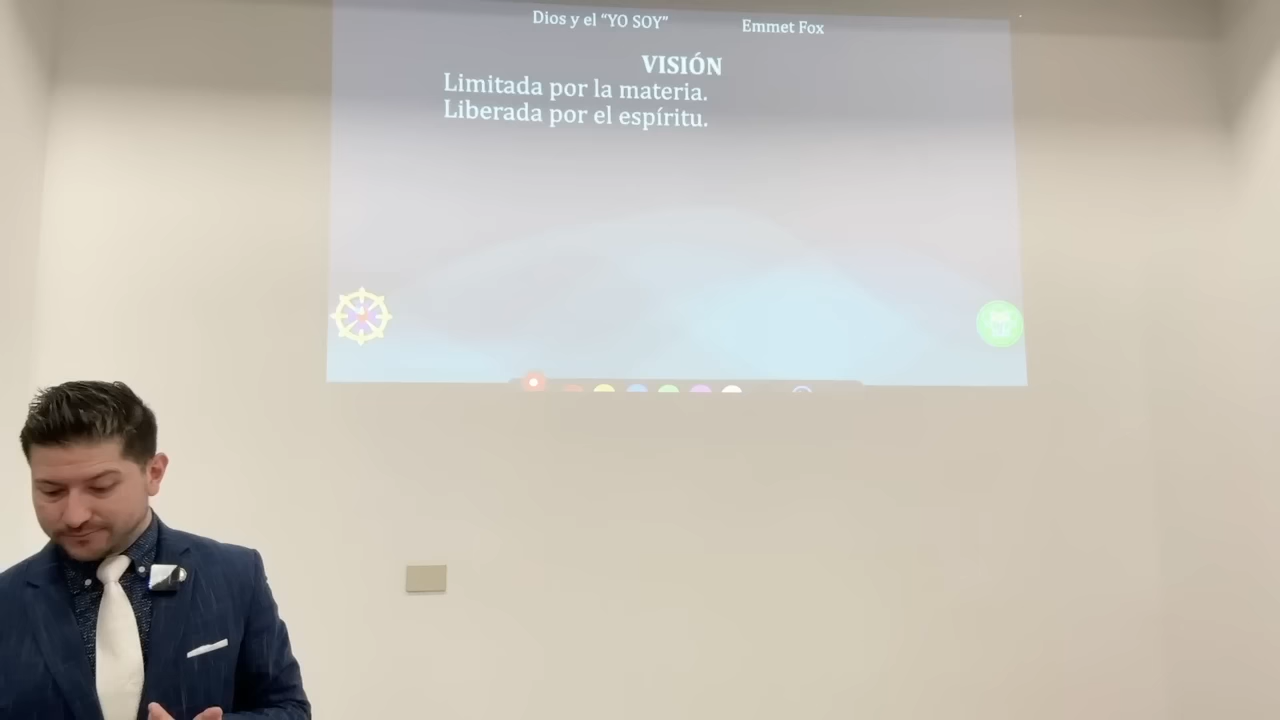 Dios y el "YO SOY" Emmet Fox
VISIÓN
Limitada por la materia.
Liberada por el espíritu.